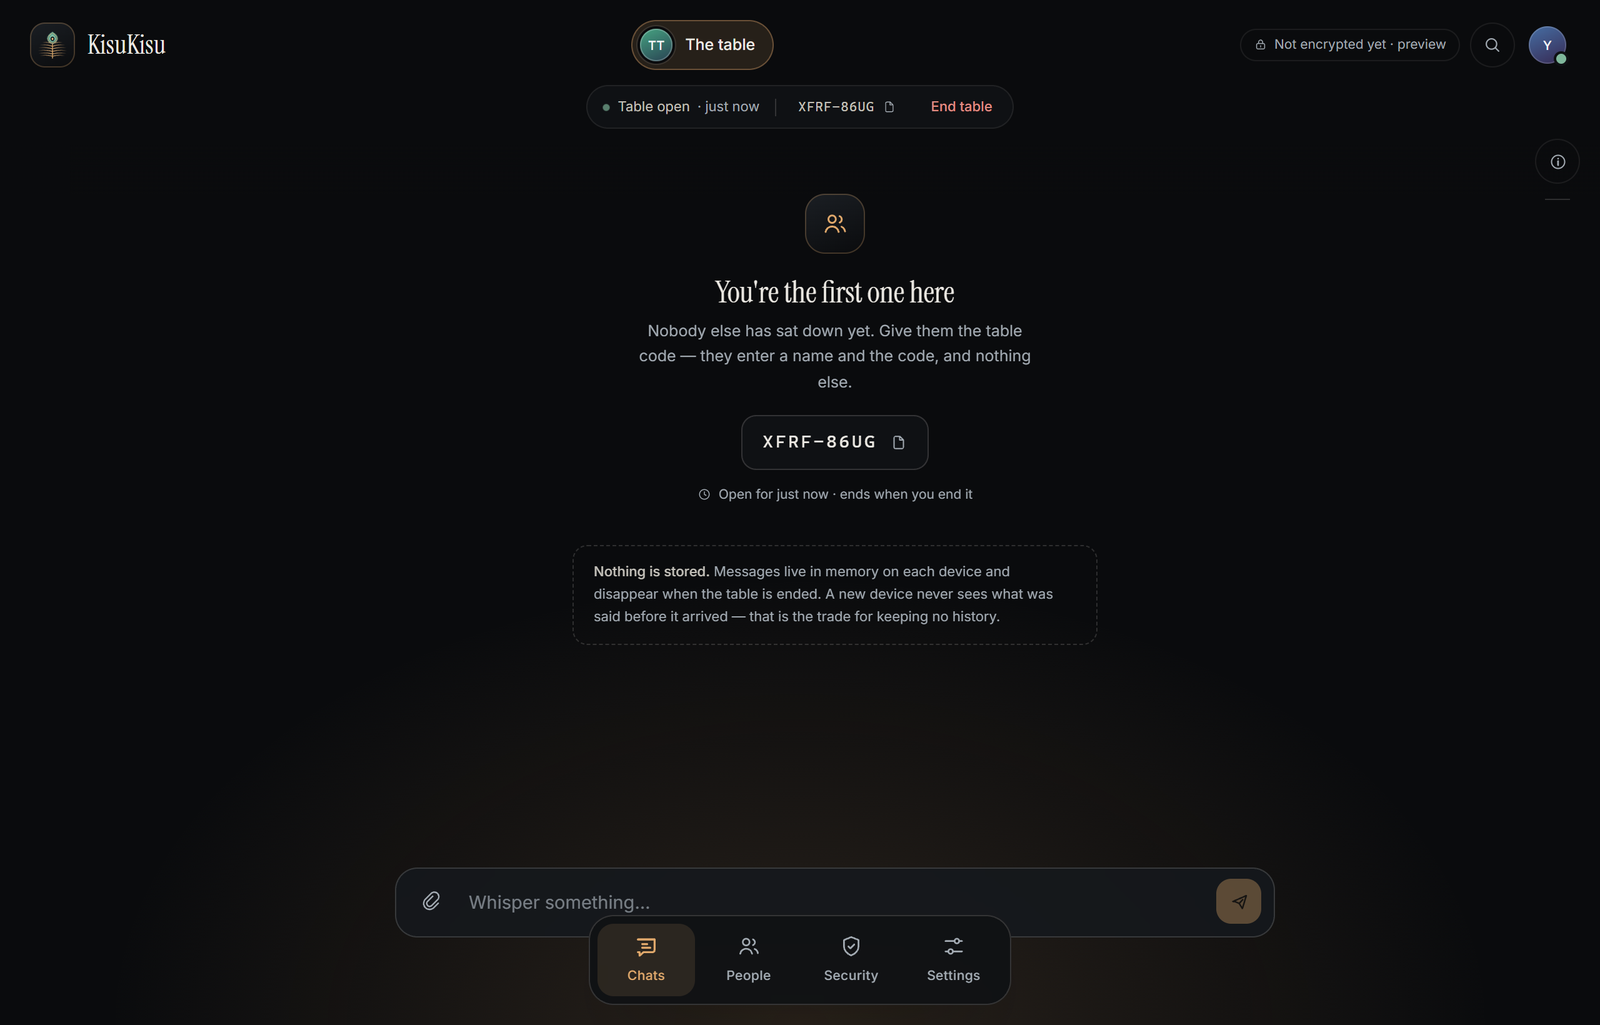 KisuKisu
TT
The table
Not encrypted yet · preview
Y
Table open · just now
XFRF-86UG
End table
You're the first one here
Nobody else has sat down yet. Give them the table
code — they enter a name and the code, and nothing
else.
XFRF-86UG
Open for just now · ends when you end it
Nothing is stored. Messages live in memory on each device and
disappear when the table is ended. A new device never sees what was
said before it arrived — that is the trade for keeping no history.
Whisper something...
Chats
People
Security
Settings